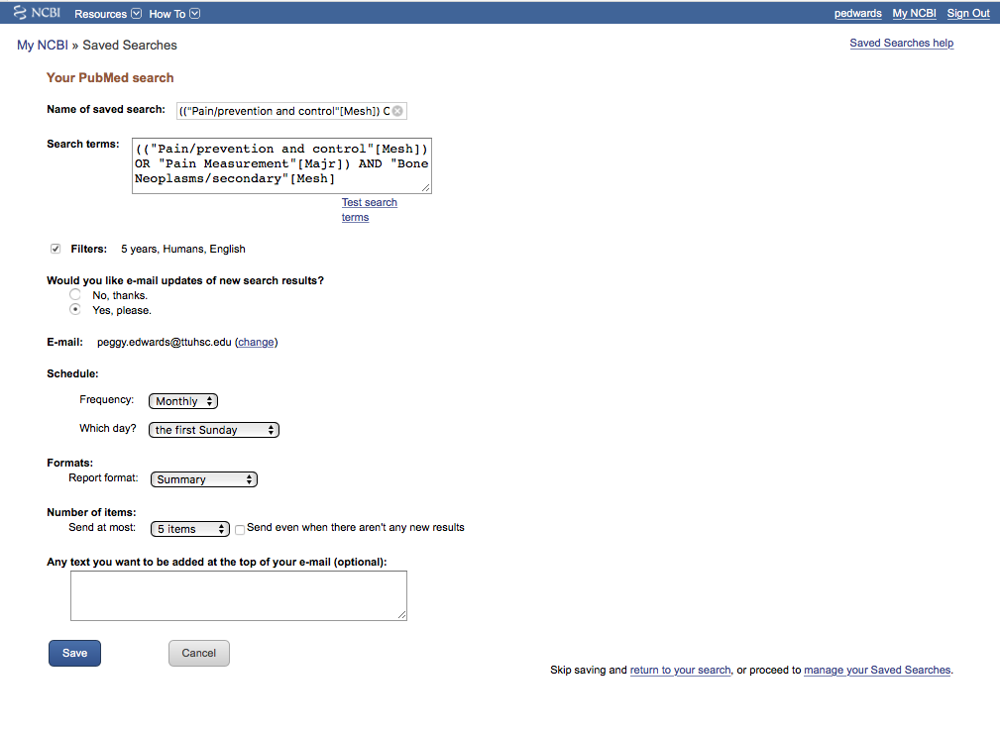 NCBI Resources How To pedwards My NCBI Sign Out
My NCBI » Saved Searches Saved Searches help
Your PubMed search
Name of saved search: (("Pain/prevention and control"[Mesh]) O
Search terms: (("Pain/prevention and control"[Mesh])
OR "Pain Measurement"[Majr]) AND "Bone
Neoplasms/secondary"[Mesh]
Test search
terms
Filters: 5 years, Humans, English
Would you like e-mail updates of new search results?
No, thanks.
Yes, please.
E-mail: peggy.edwards@ttuhsc.edu (change)
Schedule:
Frequency: Monthly
Which day? the first Sunday
Formats:
Report format: Summary
Number of items:
Send at most: 5 items Send even when there aren't any new results
Any text you want to be added at the top of your e-mail (optional):
Save Cancel
Skip saving and return to your search, or proceed to manage your Saved Searches.